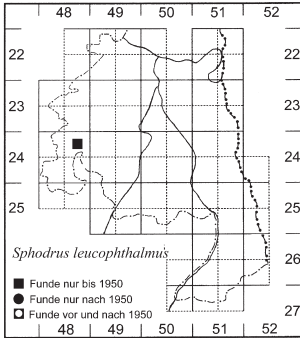 48 49 50 51 52
22 22
23 23
24 24
25 25
26
27
48 49 50 51 52
Sphodrus leucophthalmus
Funde nur bis 1950
Funde nur nach 1950
Funde vor und nach 1950